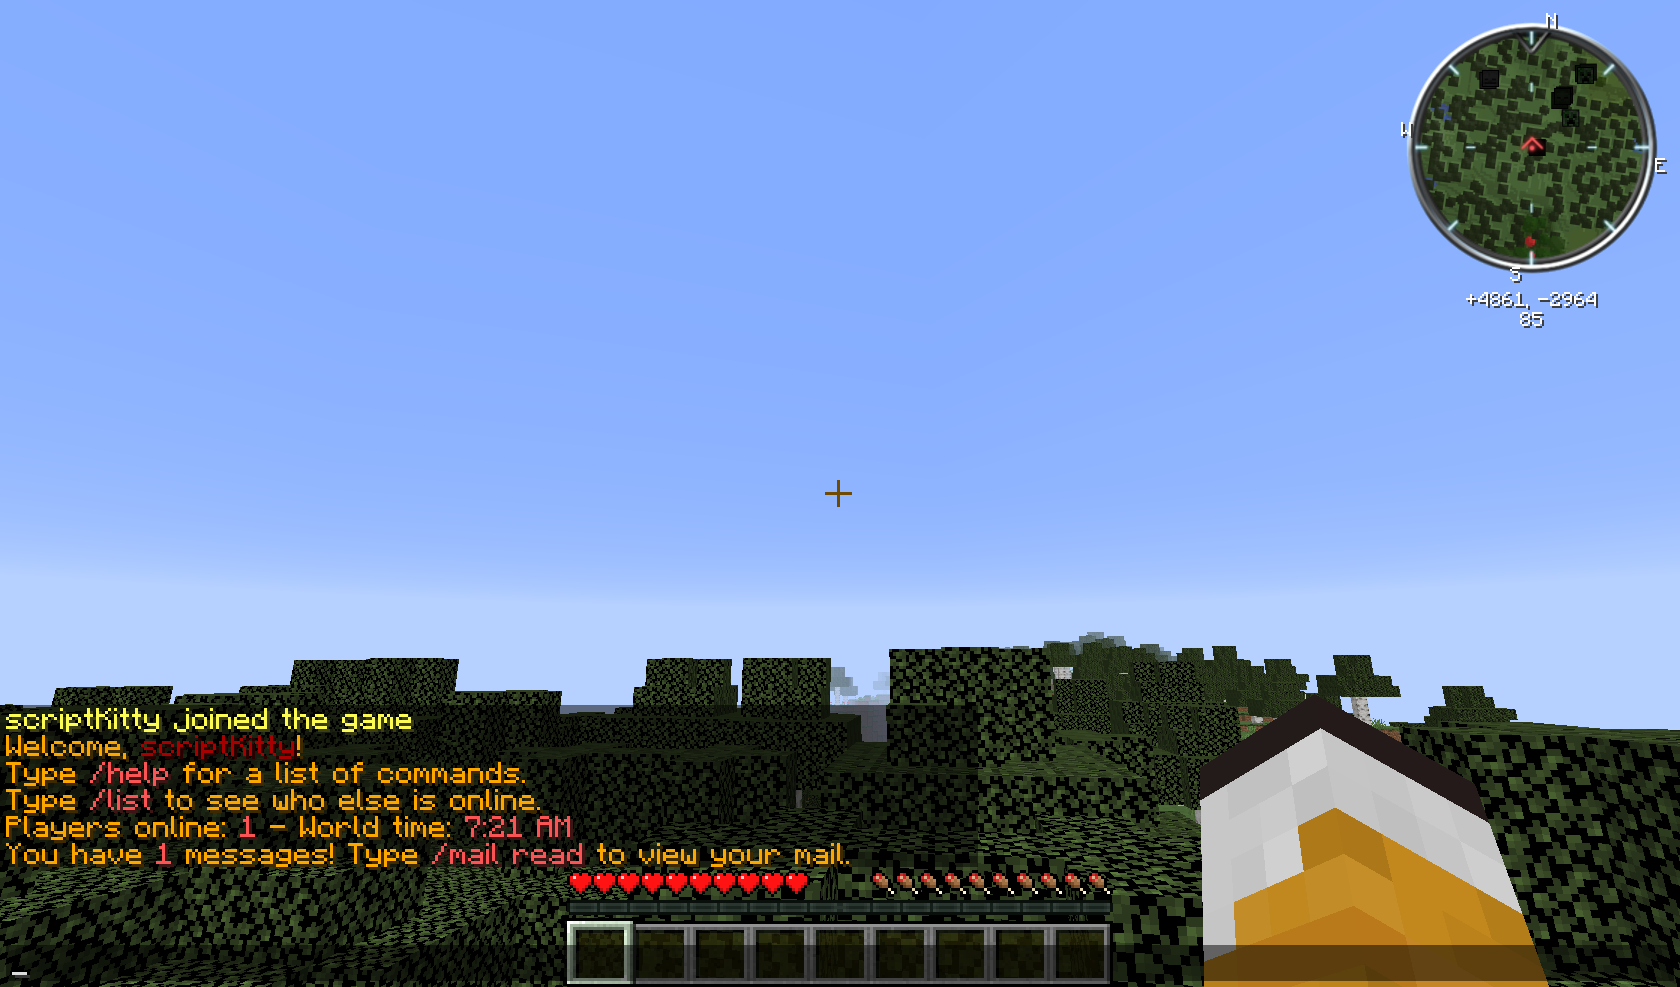 N
W
E
S
+4861, -2964
85
scriptKitty joined the game
Welcome, scriptKitty!
Type /help for a list of commands.
Type /list to see who else is online.
Players online: 1 - World time: 7:21 AM
You have 1 messages! Type /mail read to view your mail.
_